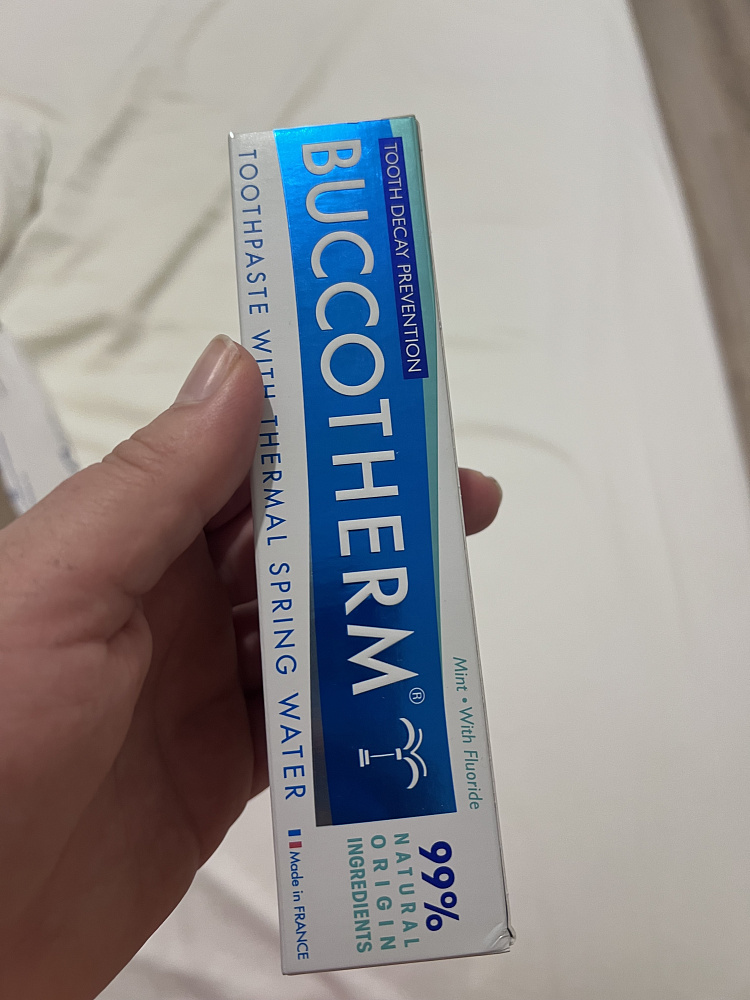 TOOTH DECAY PREVENTION
BUCCOTHERM®
TOOTHPASTE WITH THERMAL SPRING WATER
Mint • With Fluoride
99%
NATURAL
ORIGIN
INGREDIENTS
Made in FRANCE